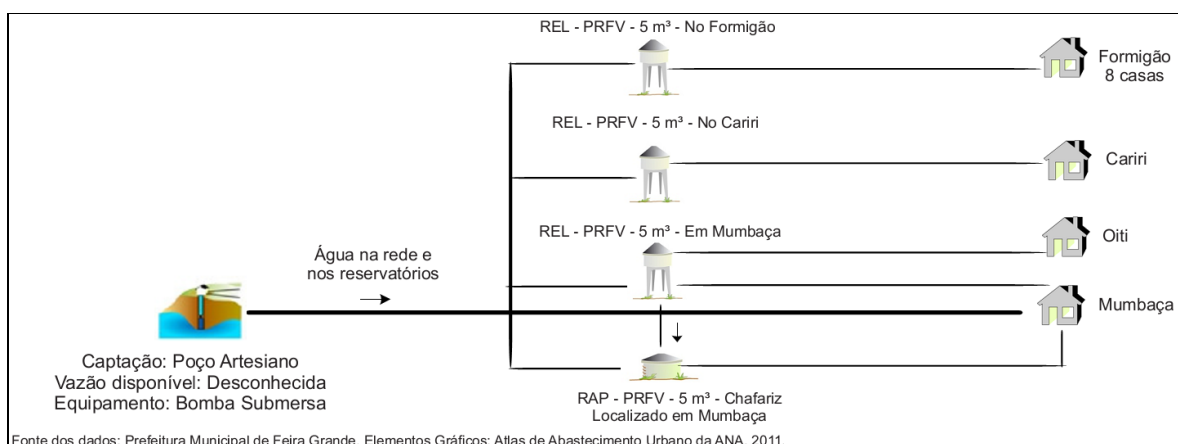 REL - PRFV - 5 m³ - No Formigão
Formigão
8 casas
REL - PRFV - 5 m³ - No Cariri
Cariri
REL - PRFV - 5 m³ - Em Mumbaça
Oiti
Água na rede e
nos reservatórios
Mumbaça
Captação: Poço Artesiano
Vazão disponível: Desconhecida
Equipamento: Bomba Submersa
RAP - PRFV - 5 m³ - Chafariz
Localizado em Mumbaça
Fonte dos dados: Prefeitura Municipal de Feira Grande. Elementos Gráficos: Atlas de Abastecimento Urbano da ANA, 2011.